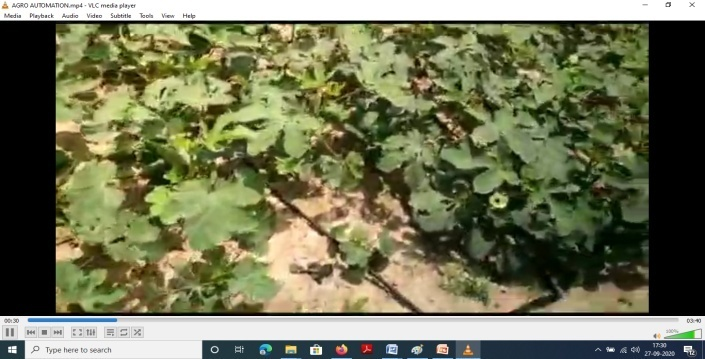 AGRO AUTOMATION.mp4 - VLC media player
Media Playback Audio Video Subtitle Tools View Help
00:30 03:40
100%
Type here to search
17:30
27-09-2020